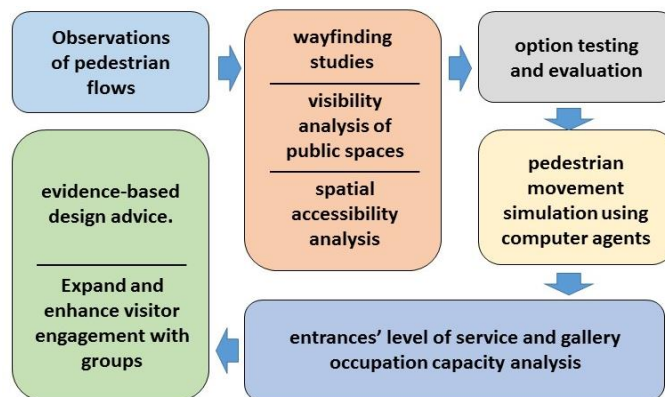 Observations
of pedestrian
flows
wayfinding
studies
visibility
analysis of
public spaces
spatial
accessibility
analysis
option testing
and evaluation
pedestrian
movement
simulation using
computer agents
entrances’ level of service and gallery
occupation capacity analysis
evidence-based
design advice.
Expand and
enhance visitor
engagement with
groups